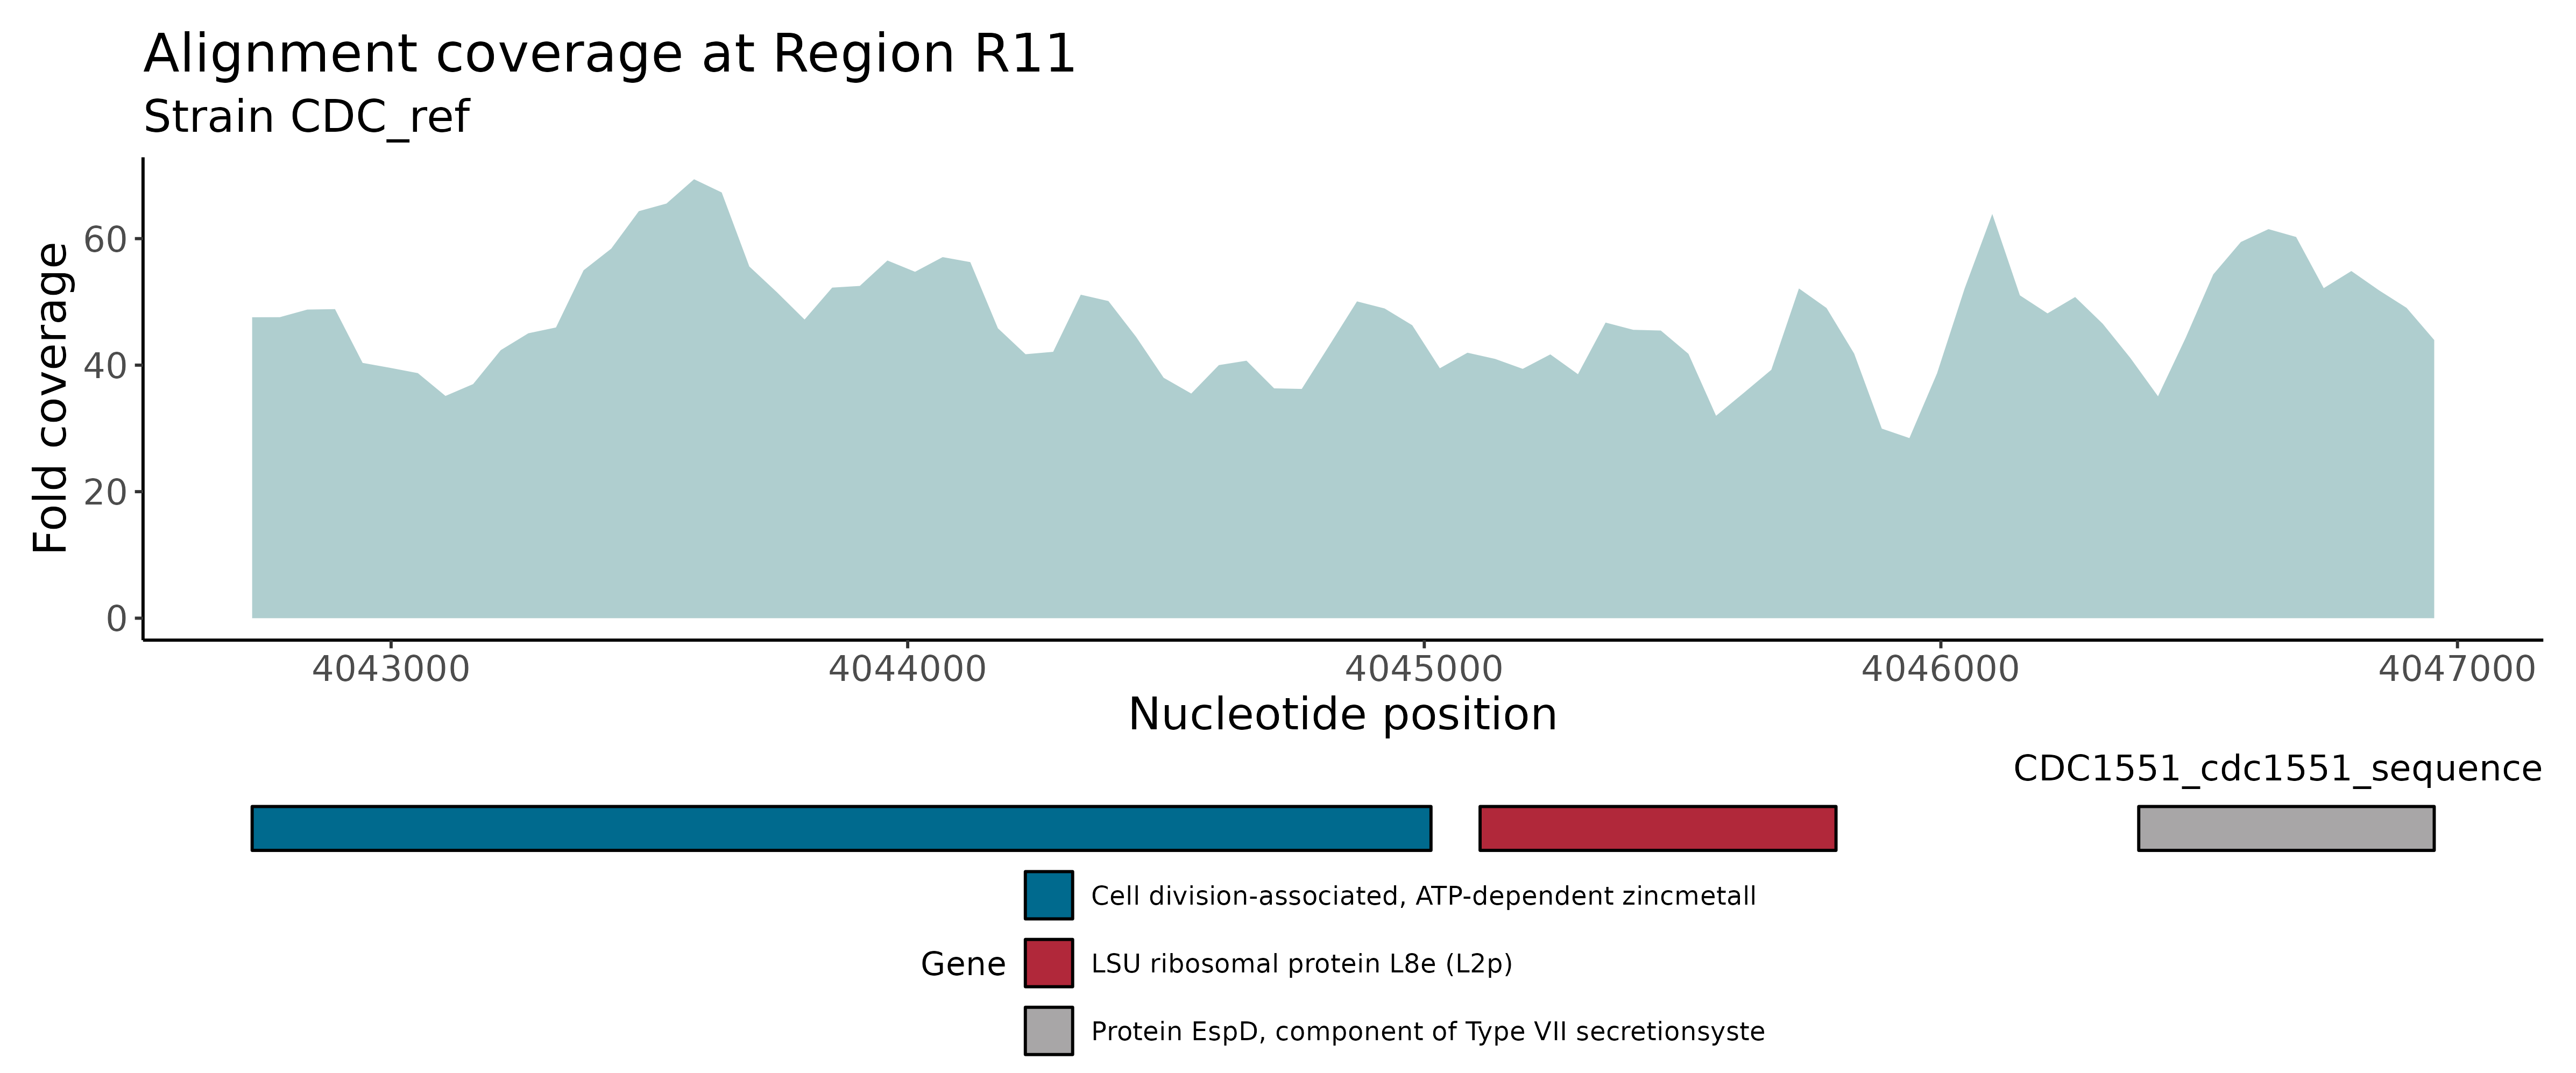 Alignment coverage at Region R11
Strain CDC_ref
Fold coverage
60
40
20
0
4043000 4044000 4045000 4046000 4047000
Nucleotide position
CDC1551_cdc1551_sequence
Gene
Cell division-associated, ATP-dependent zincmetall
LSU ribosomal protein L8e (L2p)
Protein EspD, component of Type VII secretionsyste